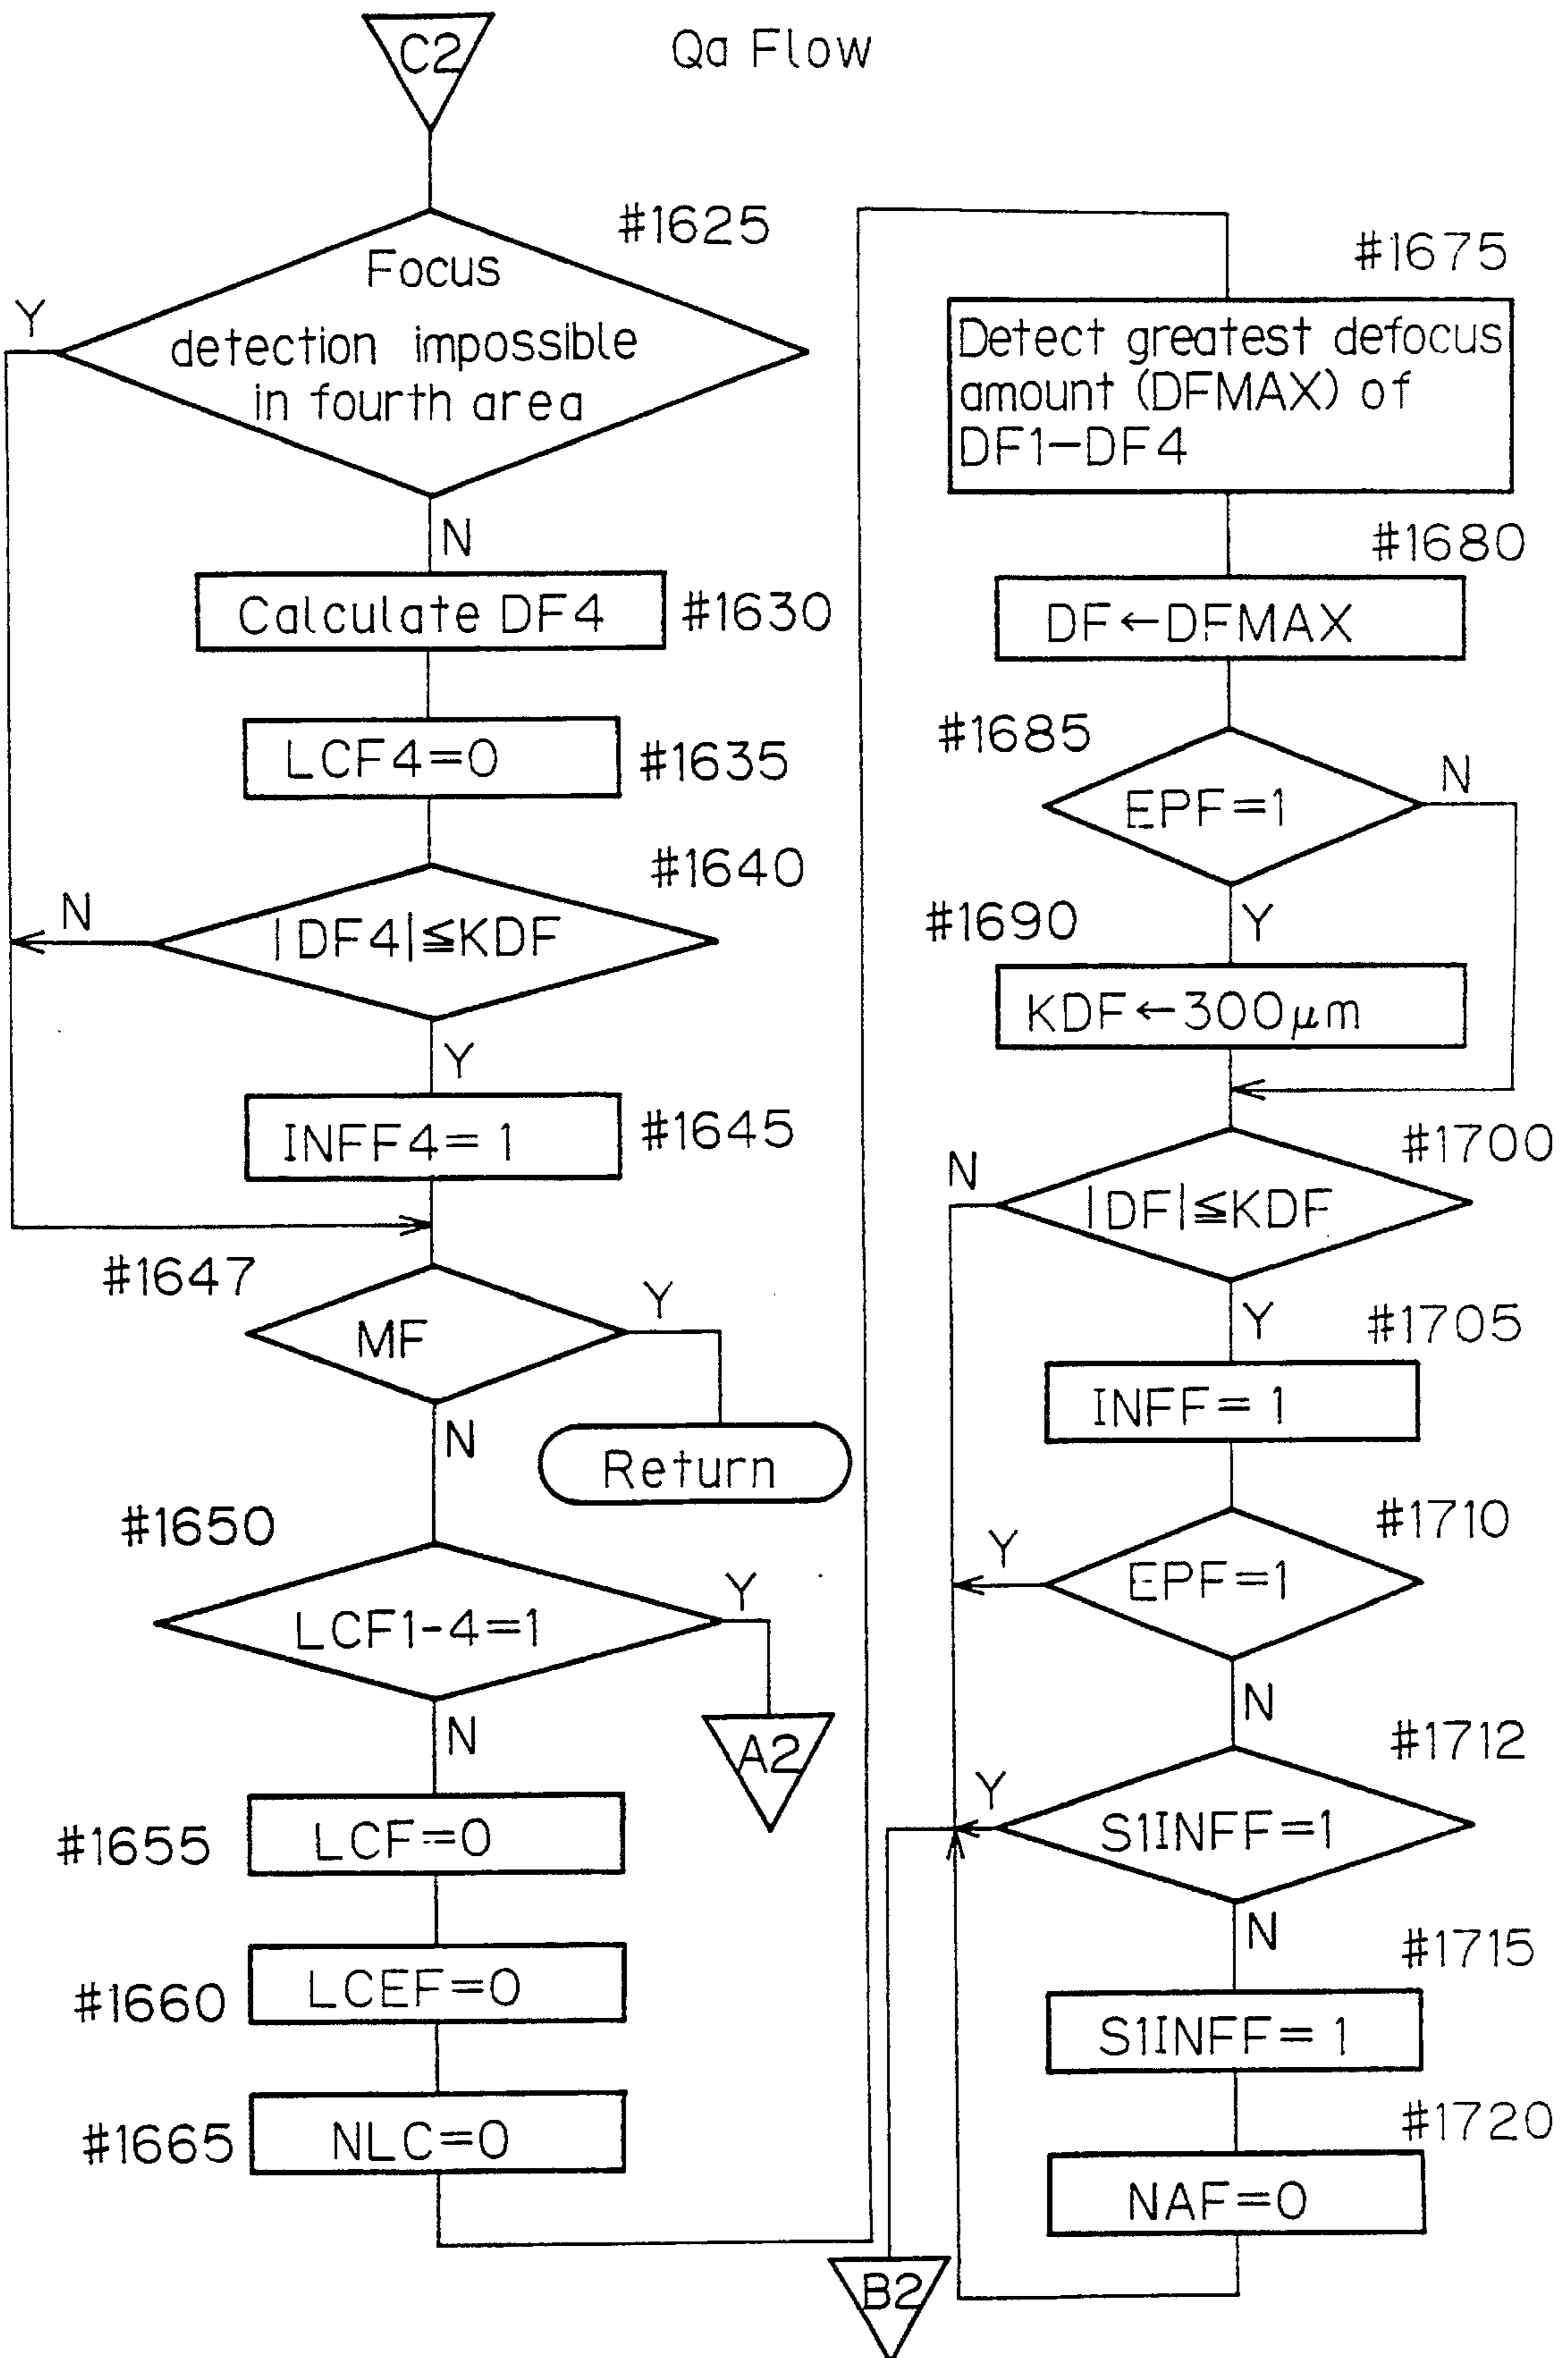 C2
Qa Flow
#1625
Focus
detection impossible
in fourth area
Y
N
Calculate DF4
#1630
LCF4=0
#1635
#1640
|DF4|≦KDF
N
Y
INFF4=1
#1645
#1647
MF
Y
Return
N
#1650
LCF1-4=1
Y
A2
N
#1655
LCF=0
#1660
LCEF=0
#1665
NLC=0
#1675
Detect greatest defocus
amount (DFMAX) of
DF1-DF4
#1680
DF←DFMAX
#1685
EPF=1
N
#1690
Y
KDF←300μm
#1700
N
|DF|≦KDF
Y
#1705
INFF=1
#1710
Y
EPF=1
N
#1712
Y
S1INFF=1
N
#1715
S1INFF=1
#1720
NAF=0
B2